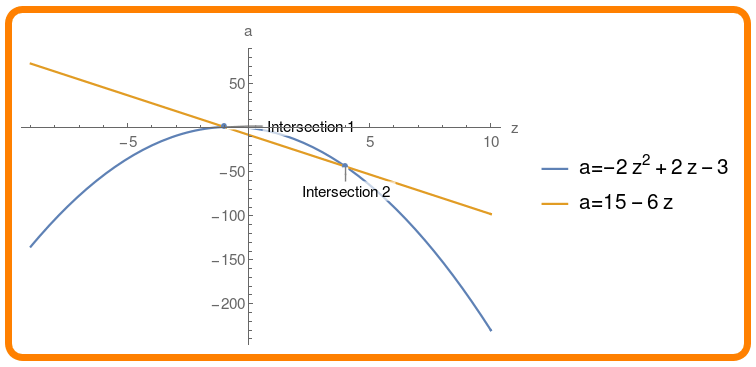 a
50
Intersection 1
z
−5
5
10
−50
a=−2 z² + 2 z − 3
Intersection 2
a=15 − 6 z
−100
−150
−200